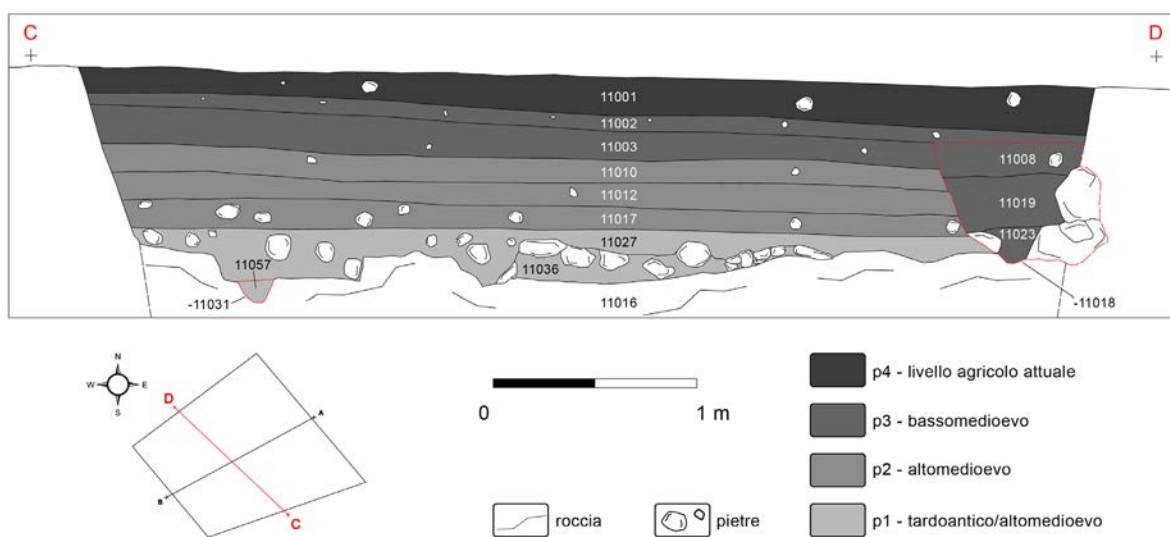 C D
11001
11002
11003
11008
11010
11012
11019
11017
11023
11027
11057
11036
-11031
11016
-11018
N
W E
S
D
A
B
C
0 1 m
roccia
pietre
p4 - livello agricolo attuale
p3 - bassomedioevo
p2 - altomedioevo
p1 - tardoantico/altomedioevo